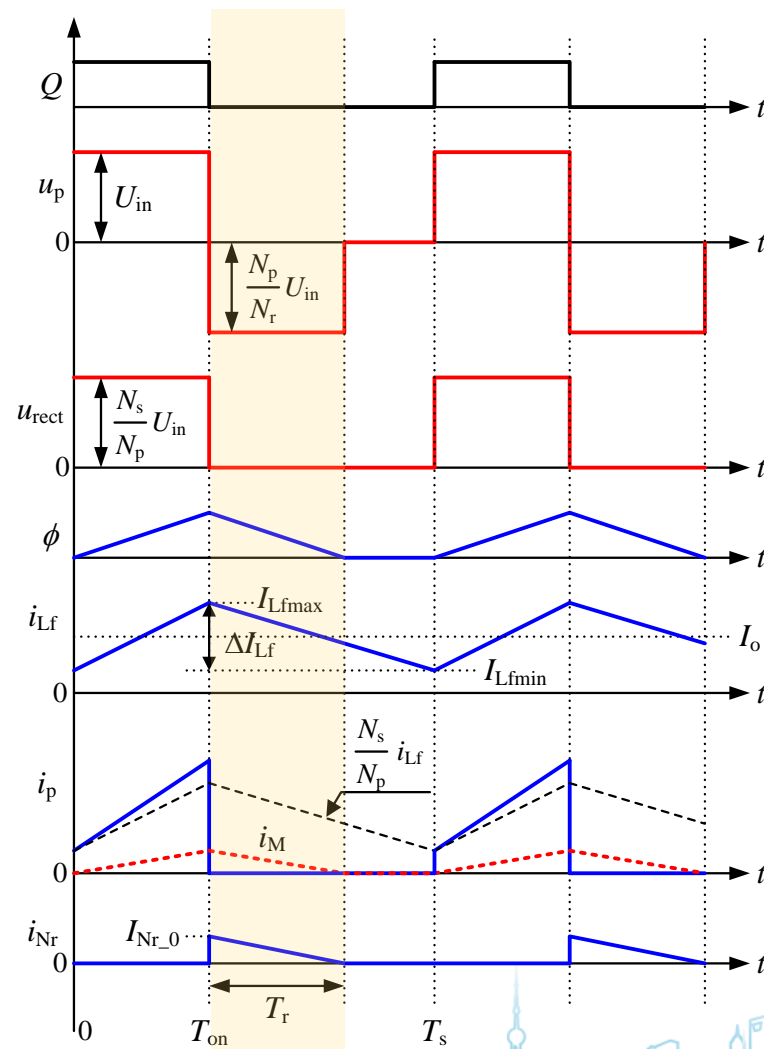 Q
t
u_p
U_in
0
t
N_p/N_r U_in
u_rect
N_s/N_p U_in
0
t
ϕ
t
i_Lf
I_Lfmax
ΔI_Lf
I_o
I_Lfmin
0
t
N_s/N_p i_Lf
i_p
i_M
0
t
i_Nr
I_Nr_0
0
t
T_r
0
T_on
T_s